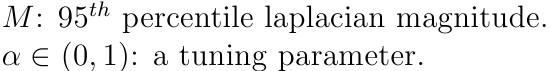 M: 95th percentile laplacian magnitude.
α ∈ (0, 1): a tuning parameter.